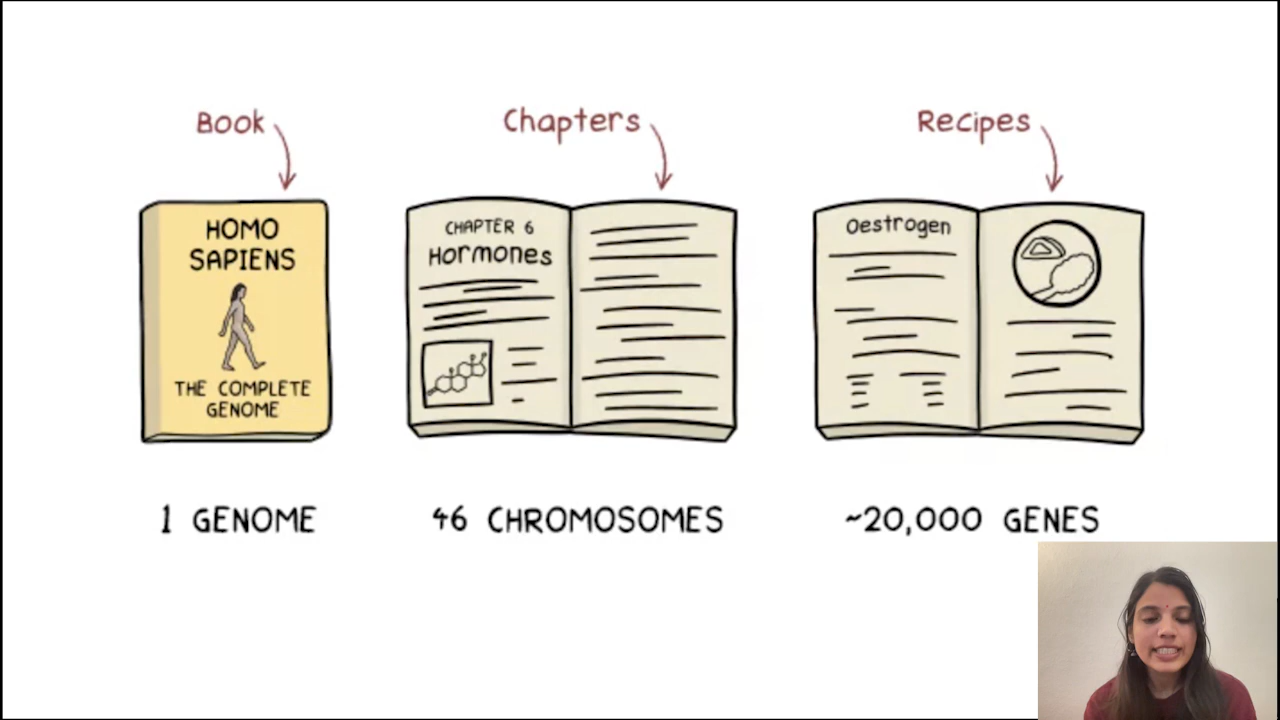 Book
HOMO
SAPIENS
THE COMPLETE
GENOME
1 GENOME
Chapters
CHAPTER 6
Hormones
46 CHROMOSOMES
Recipes
Oestrogen
~20,000 GENES